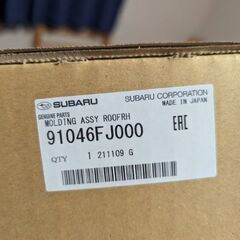 SUBARU
SUBARU CORPORATION
MADE IN JAPAN
GENUINE PARTS
MOLDING ASSY ROOFRH
91046FJ000
EAC
QTY 1 211109 G